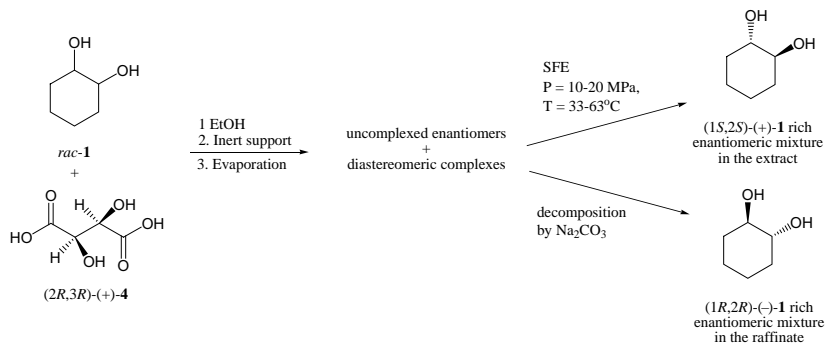 OH
OH
rac-1
+
O
H
OH
OH
HO
H
OH
O
(2R,3R)-(+)-4
1 EtOH
2. Inert support
3. Evaporation
uncomplexed enantiomers
+
diastereomeric complexes
SFE
P = 10-20 MPa,
T = 33-63°C
decomposition
by Na₂CO₃
OH
OH
(1S,2S)-(+)-1 rich
enantiomeric mixture
in the extract
OH
OH
(1R,2R)-(–)-1 rich
enantiomeric mixture
in the raffinate